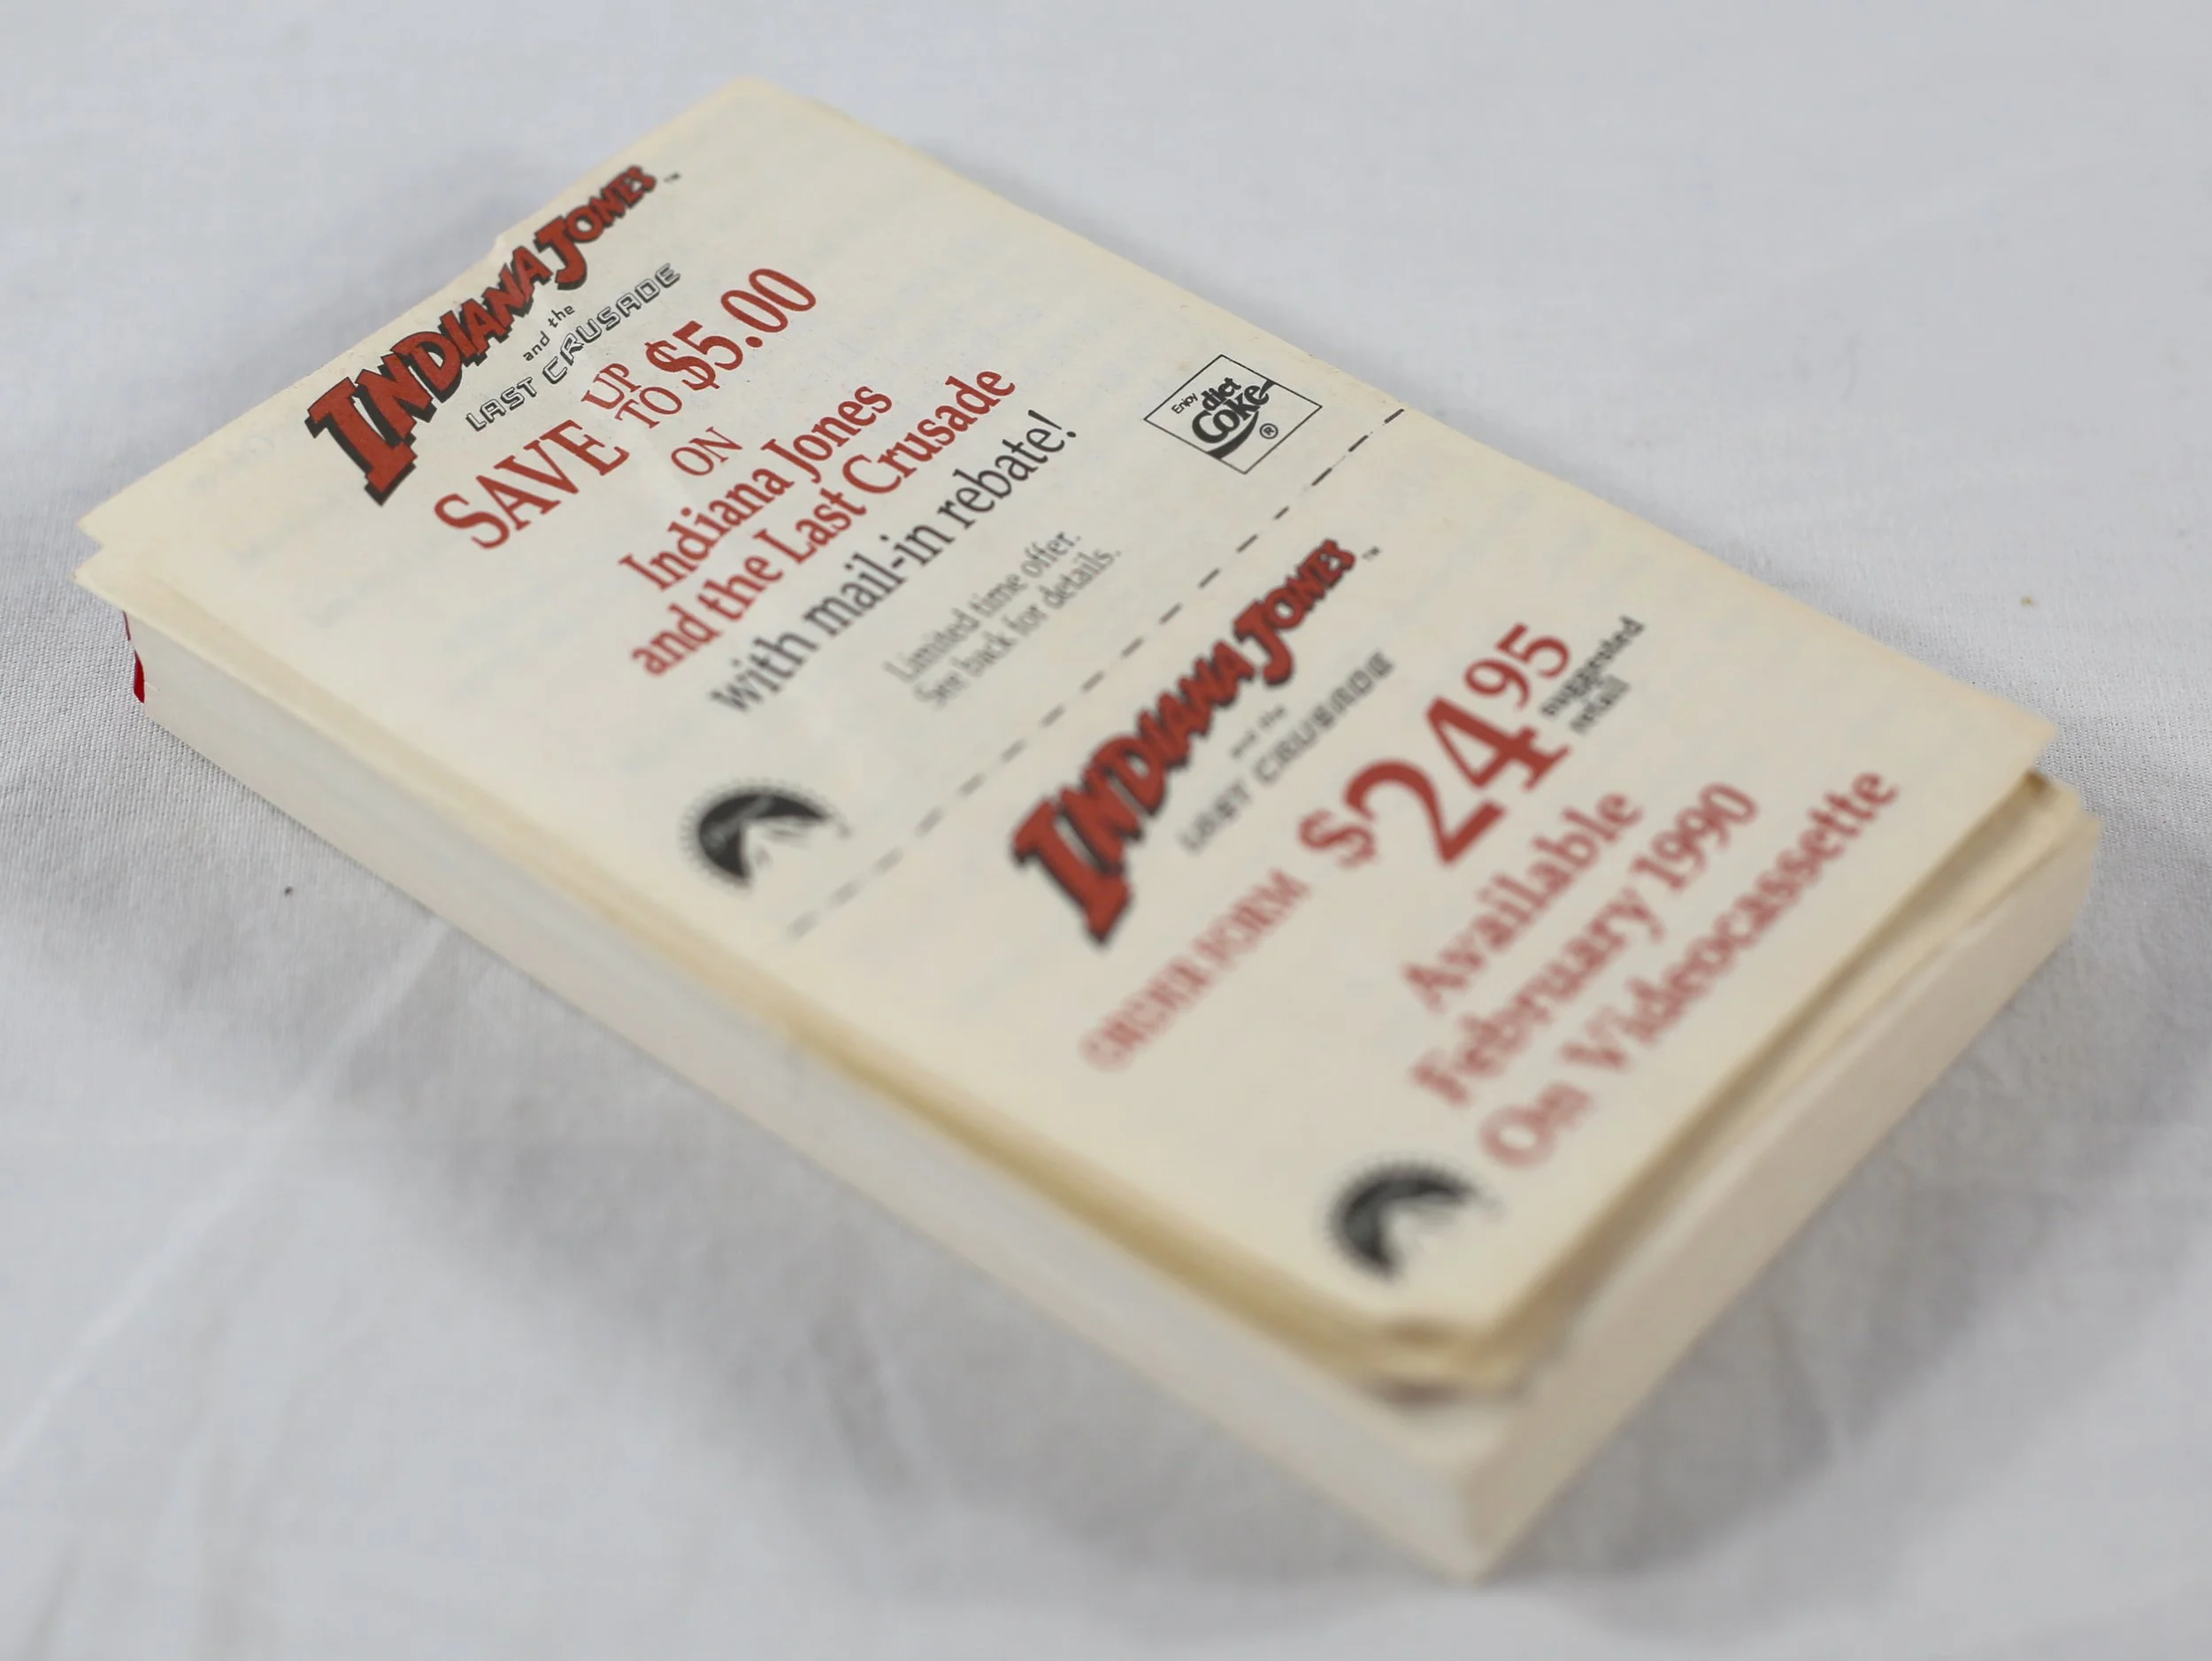 INDIANA JONES™
and the
LAST CRUSADE
SAVE UP TO $5.00
ON
Indiana Jones
and the Last Crusade
with mail-in rebate!
Limited time offer.
See back for details.
Enjoy
diet
Coke
®
INDIANA JONES™
and the
LAST CRUSADE
ORDER FORM $24 95 suggested retail
Available
February 1990
On Videocassette